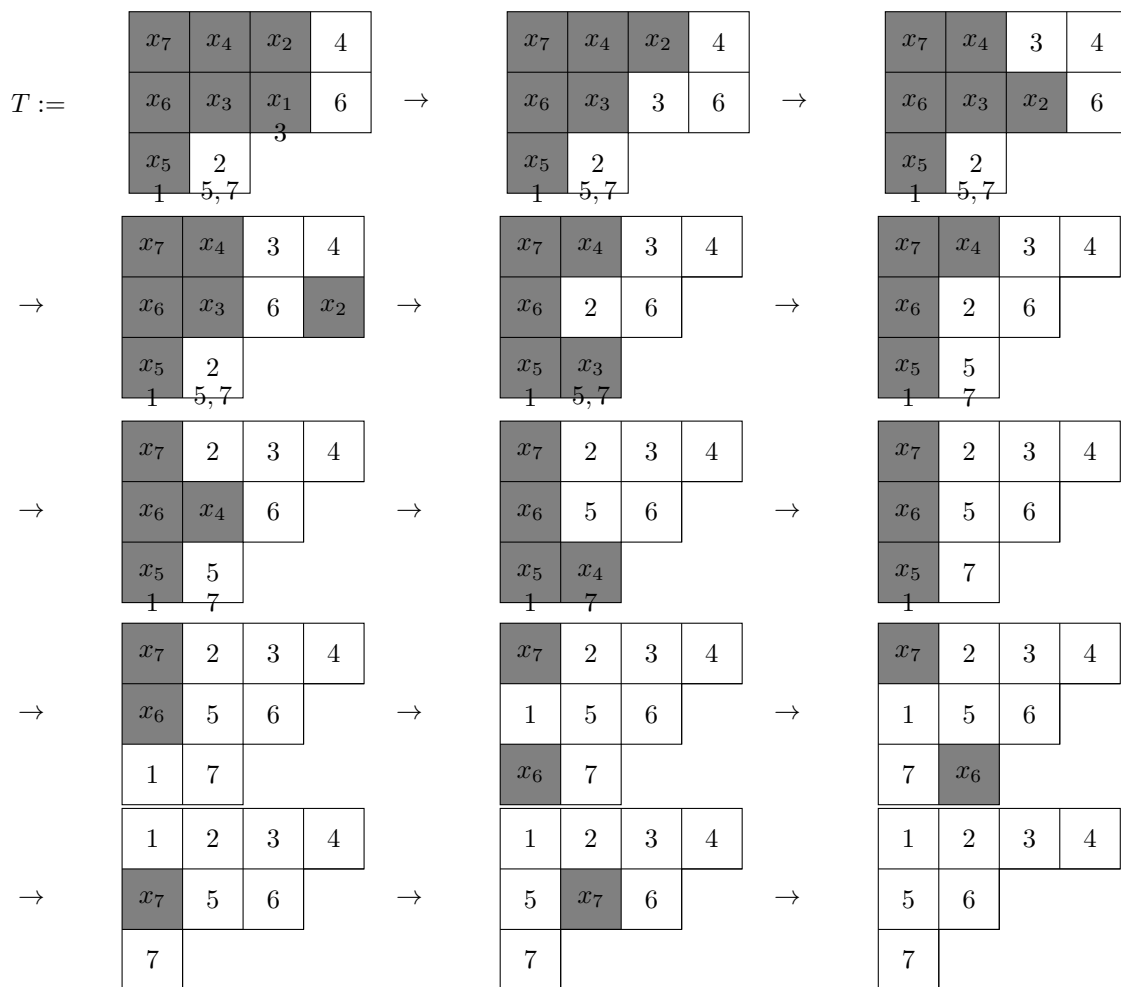 x₇ x₄ x₂ 4 x₇ x₄ x₂ 4 x₇ x₄ 3 4
T := x₆ x₃ x₁ 6 → x₆ x₃ 3 6 → x₆ x₃ x₂ 6
3
x₅ 2 x₅ 2 x₅ 2
1 5, 7 1 5, 7 1 5, 7
x₇ x₄ 3 4 x₇ x₄ 3 4 x₇ x₄ 3 4
→ x₆ x₃ 6 x₂ → x₆ 2 6 → x₆ 2 6
x₅ 2 x₅ x₃ x₅ 5
1 5, 7 1 5, 7 1 7
x₇ 2 3 4 x₇ 2 3 4 x₇ 2 3 4
→ x₆ x₄ 6 → x₆ 5 6 → x₆ 5 6
x₅ 5 x₅ x₄ x₅ 7
1 7 1 7 1
x₇ 2 3 4 x₇ 2 3 4 x₇ 2 3 4
→ x₆ 5 6 → 1 5 6 → 1 5 6
1 7 x₆ 7 7 x₆
1 2 3 4 1 2 3 4 1 2 3 4
→ x₇ 5 6 → 5 x₇ 6 → 5 6
7 7 7